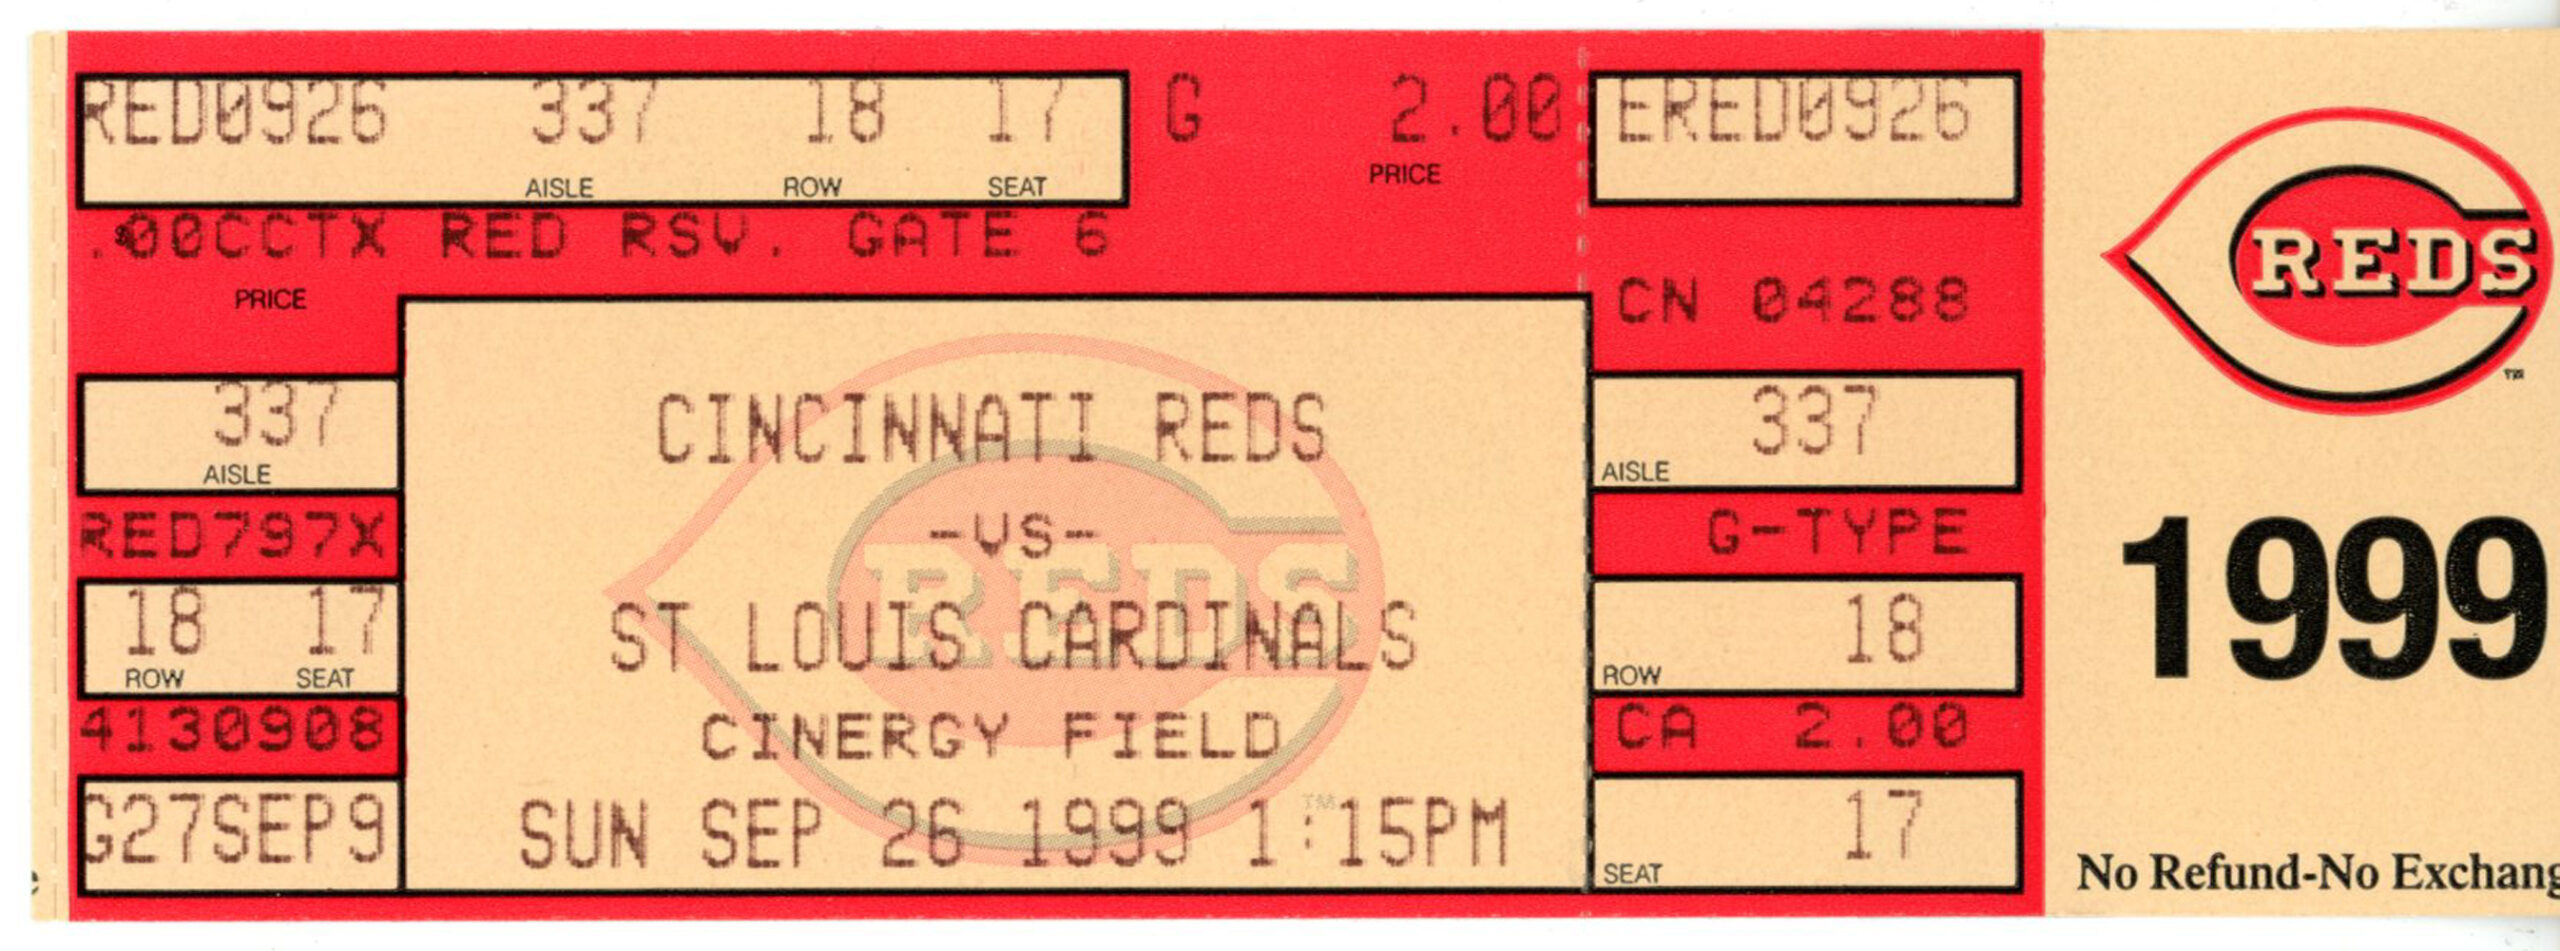 RED0926 337 18 17 G 2.00 ERED0926
AISLE ROW SEAT PRICE
.00CCTX RED RSV. GATE 6
PRICE
CN 04288
REDS
TM
337
AISLE
CINCINNATI REDS
337
AISLE
RED797X
-VS-
G-TYPE
1999
18 17
ROW SEAT
REDS
ST LOUIS CARDINALS
18
ROW
4130908
CINERGY FIELD
CA 2.00
G27SEP9
TM
SUN SEP 26 1999 1:15PM
17
SEAT
No Refund-No Exchang